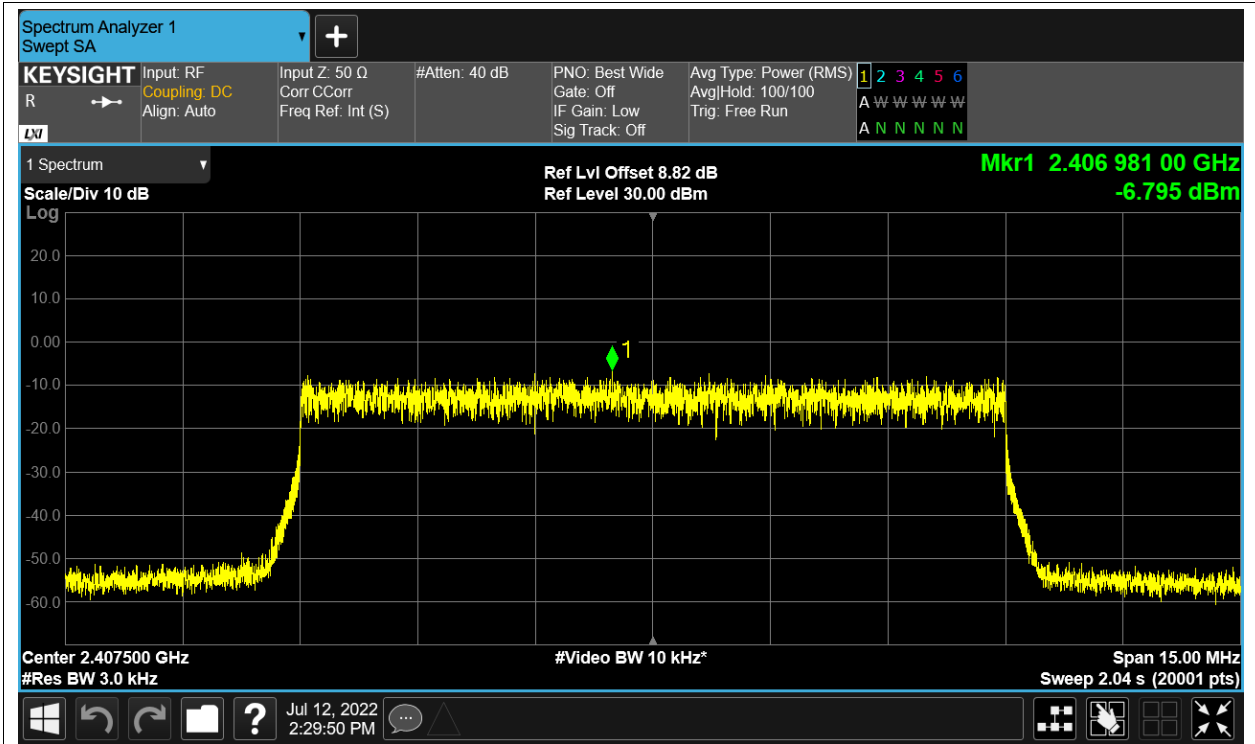 Spectrum Analyzer 1
Swept SA
KEYSIGHT
R
LXI
Input: RF
Coupling: DC
Align: Auto
Input Z: 50 Ω
Corr CCorr
Freq Ref: Int (S)
#Atten: 40 dB
PNO: Best Wide
Gate: Off
IF Gain: Low
Sig Track: Off
Avg Type: Power (RMS)
Avg|Hold: 100/100
Trig: Free Run
1 2 3 4 5 6
A W W W W W
A N N N N N
1 Spectrum
Scale/Div 10 dB
Log
Ref Lvl Offset 8.82 dB
Ref Level 30.00 dBm
Mkr1 2.406 981 00 GHz
-6.795 dBm
20.0
10.0
0.00
1
-10.0
-20.0
-30.0
-40.0
-50.0
-60.0
Center 2.407500 GHz
#Res BW 3.0 kHz
#Video BW 10 kHz*
Span 15.00 MHz
Sweep 2.04 s (20001 pts)
?
Jul 12, 2022
2:29:50 PM